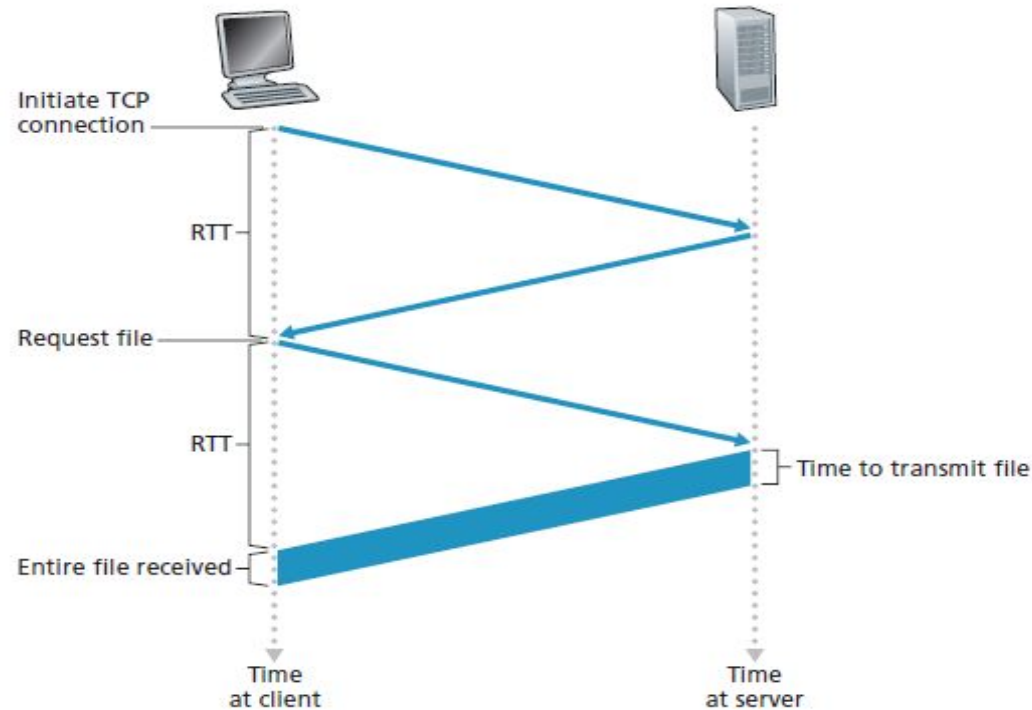 Initiate TCP
connection
RTT
Request file
RTT
Time to transmit file
Entire file received
Time
at client
Time
at server